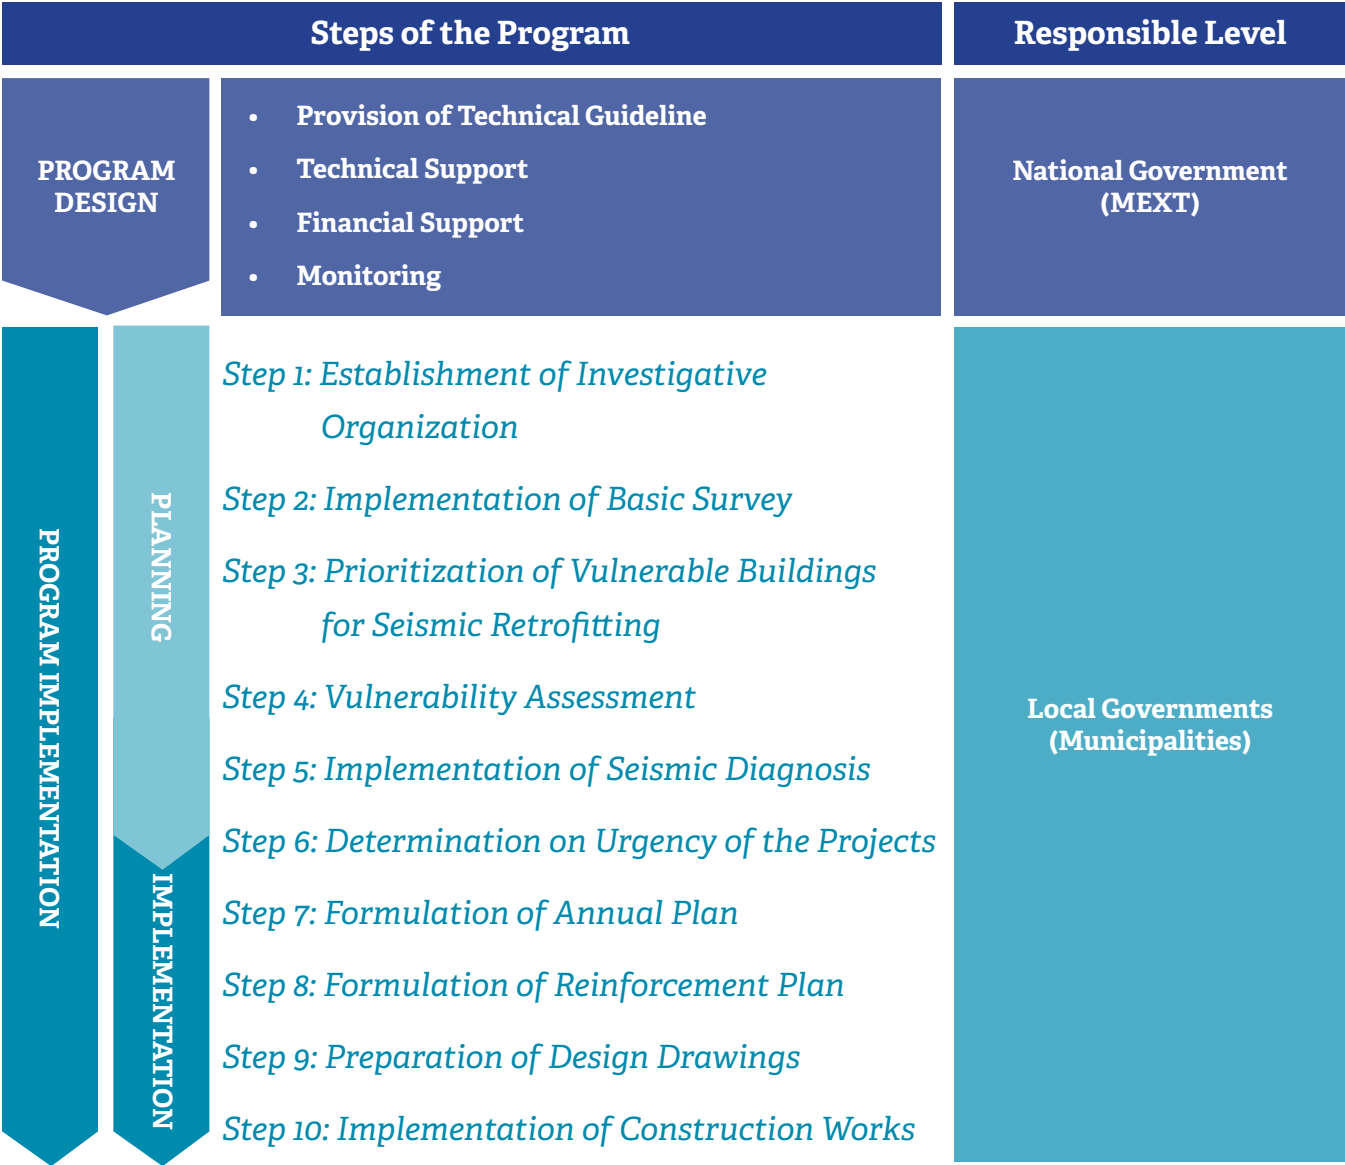 Steps of the Program
Responsible Level
PROGRAM
DESIGN
• Provision of Technical Guideline
• Technical Support
• Financial Support
• Monitoring
National Government
(MEXT)
PROGRAM IMPLEMENTATION
PLANNING
IMPLEMENTATION
Step 1: Establishment of Investigative
Organization
Step 2: Implementation of Basic Survey
Step 3: Prioritization of Vulnerable Buildings
for Seismic Retrofitting
Step 4: Vulnerability Assessment
Step 5: Implementation of Seismic Diagnosis
Step 6: Determination on Urgency of the Projects
Step 7: Formulation of Annual Plan
Step 8: Formulation of Reinforcement Plan
Step 9: Preparation of Design Drawings
Step 10: Implementation of Construction Works
Local Governments
(Municipalities)